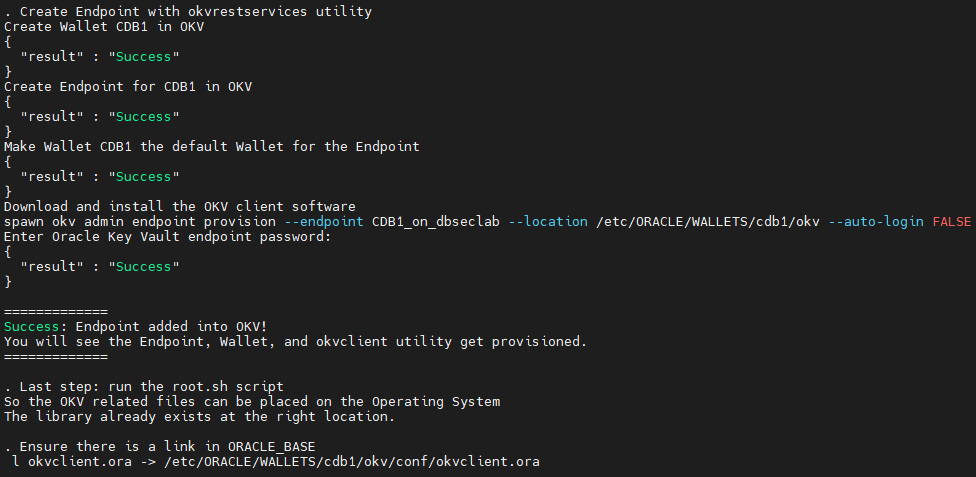 . Create Endpoint with okvrestservices utility
Create Wallet CDB1 in OKV
{
  "result" : "Success"
}
Create Endpoint for CDB1 in OKV
{
  "result" : "Success"
}
Make Wallet CDB1 the default Wallet for the Endpoint
{
  "result" : "Success"
}
Download and install the OKV client software
spawn okv admin endpoint provision --endpoint CDB1_on_dbseclab --location /etc/ORACLE/WALLETS/cdb1/okv --auto-login FALSE
Enter Oracle Key Vault endpoint password:
{
  "result" : "Success"
}
=============
Success: Endpoint added into OKV!
You will see the Endpoint, Wallet, and okvclient utility get provisioned.
=============
. Last step: run the root.sh script
So the OKV related files can be placed on the Operating System
The library already exists at the right location.
. Ensure there is a link in ORACLE_BASE
 l okvclient.ora -> /etc/ORACLE/WALLETS/cdb1/okv/conf/okvclient.ora